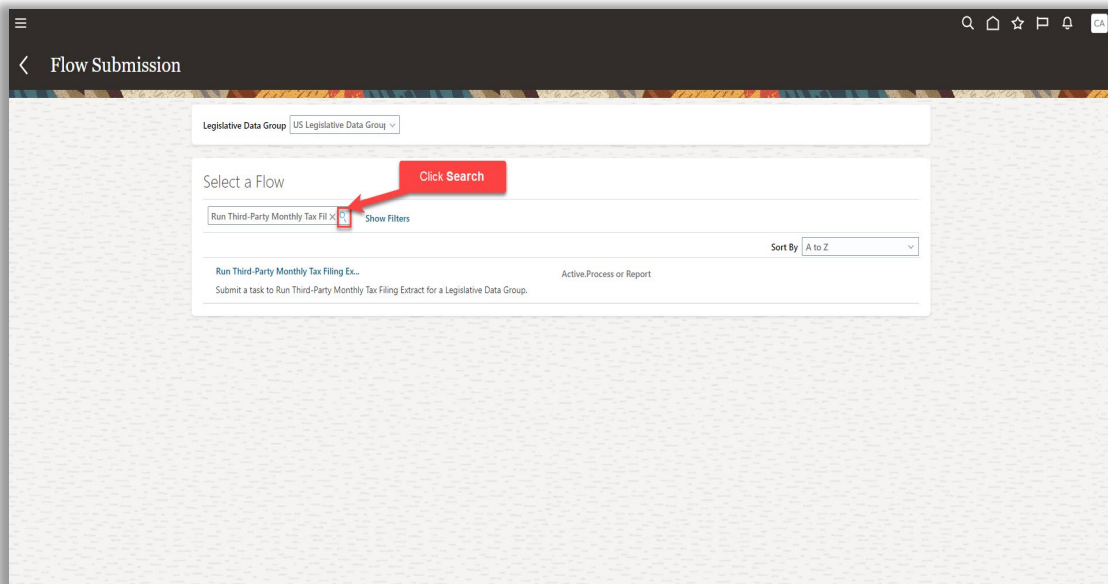 CA
Flow Submission
Legislative Data Group US Legislative Data Group
Select a Flow
Click Search
Run Third-Party Monthly Tax Fil
Show Filters
Sort By A to Z
Run Third-Party Monthly Tax Filing Ex...
Active.Process or Report
Submit a task to Run Third-Party Monthly Tax Filing Extract for a Legislative Data Group.